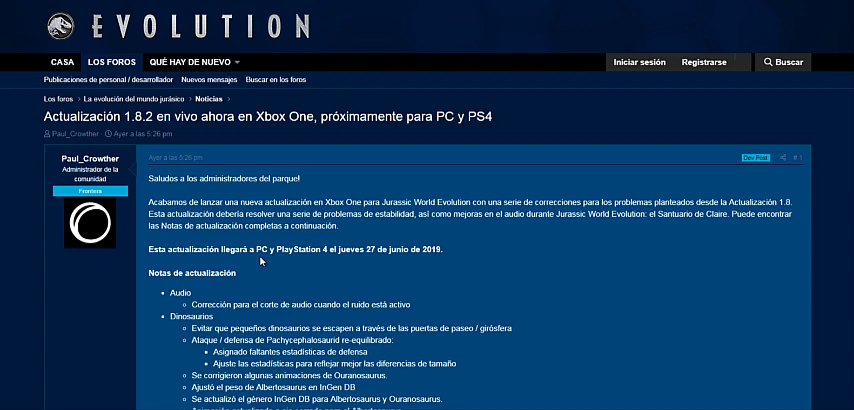 EVOLUTION
CASA LOS FOROS QUÉ HAY DE NUEVO Iniciar sesión Registrarse Buscar
Publicaciones de personal / desarrollador Nuevos mensajes Buscar en los foros
Los foros La evolución del mundo jurásico Noticias
Actualización 1.8.2 en vivo ahora en Xbox One, próximamente para PC y PS4
Paul_Crowther Ayer a las 5:26 pm
Paul_Crowther
Administrador de la
comunidad
Frontera
Ayer a las 5:26 pm Dev Post #1
Saludos a los administradores del parque!
Acabamos de lanzar una nueva actualización en Xbox One para Jurassic World Evolution con una serie de correcciones para los problemas planteados desde la Actualización 1.8.
Esta actualización debería resolver una serie de problemas de estabilidad, así como mejoras en el audio durante Jurassic World Evolution: el Santuario de Claire. Puede encontrar
las Notas de actualización completas a continuación.
Esta actualización llegará a PC y PlayStation 4 el jueves 27 de junio de 2019.
Notas de actualización
Audio
Corrección para el corte de audio cuando el ruido está activo
Dinosaurios
Evitar que pequeños dinosaurios se escapen a través de las puertas de paseo / girósfera
Ataque / defensa de Pachycephalosaurid re-equilibrado:
Asignado faltantes estadísticas de defensa
Ajuste las estadísticas para reflejar mejor las diferencias de tamaño
Se corrigieron algunas animaciones de Ouranosaurus.
Ajustó el peso de Albertosaurus en InGen DB
Se actualizó el género InGen DB para Albertosaurus y Ouranosaurus.